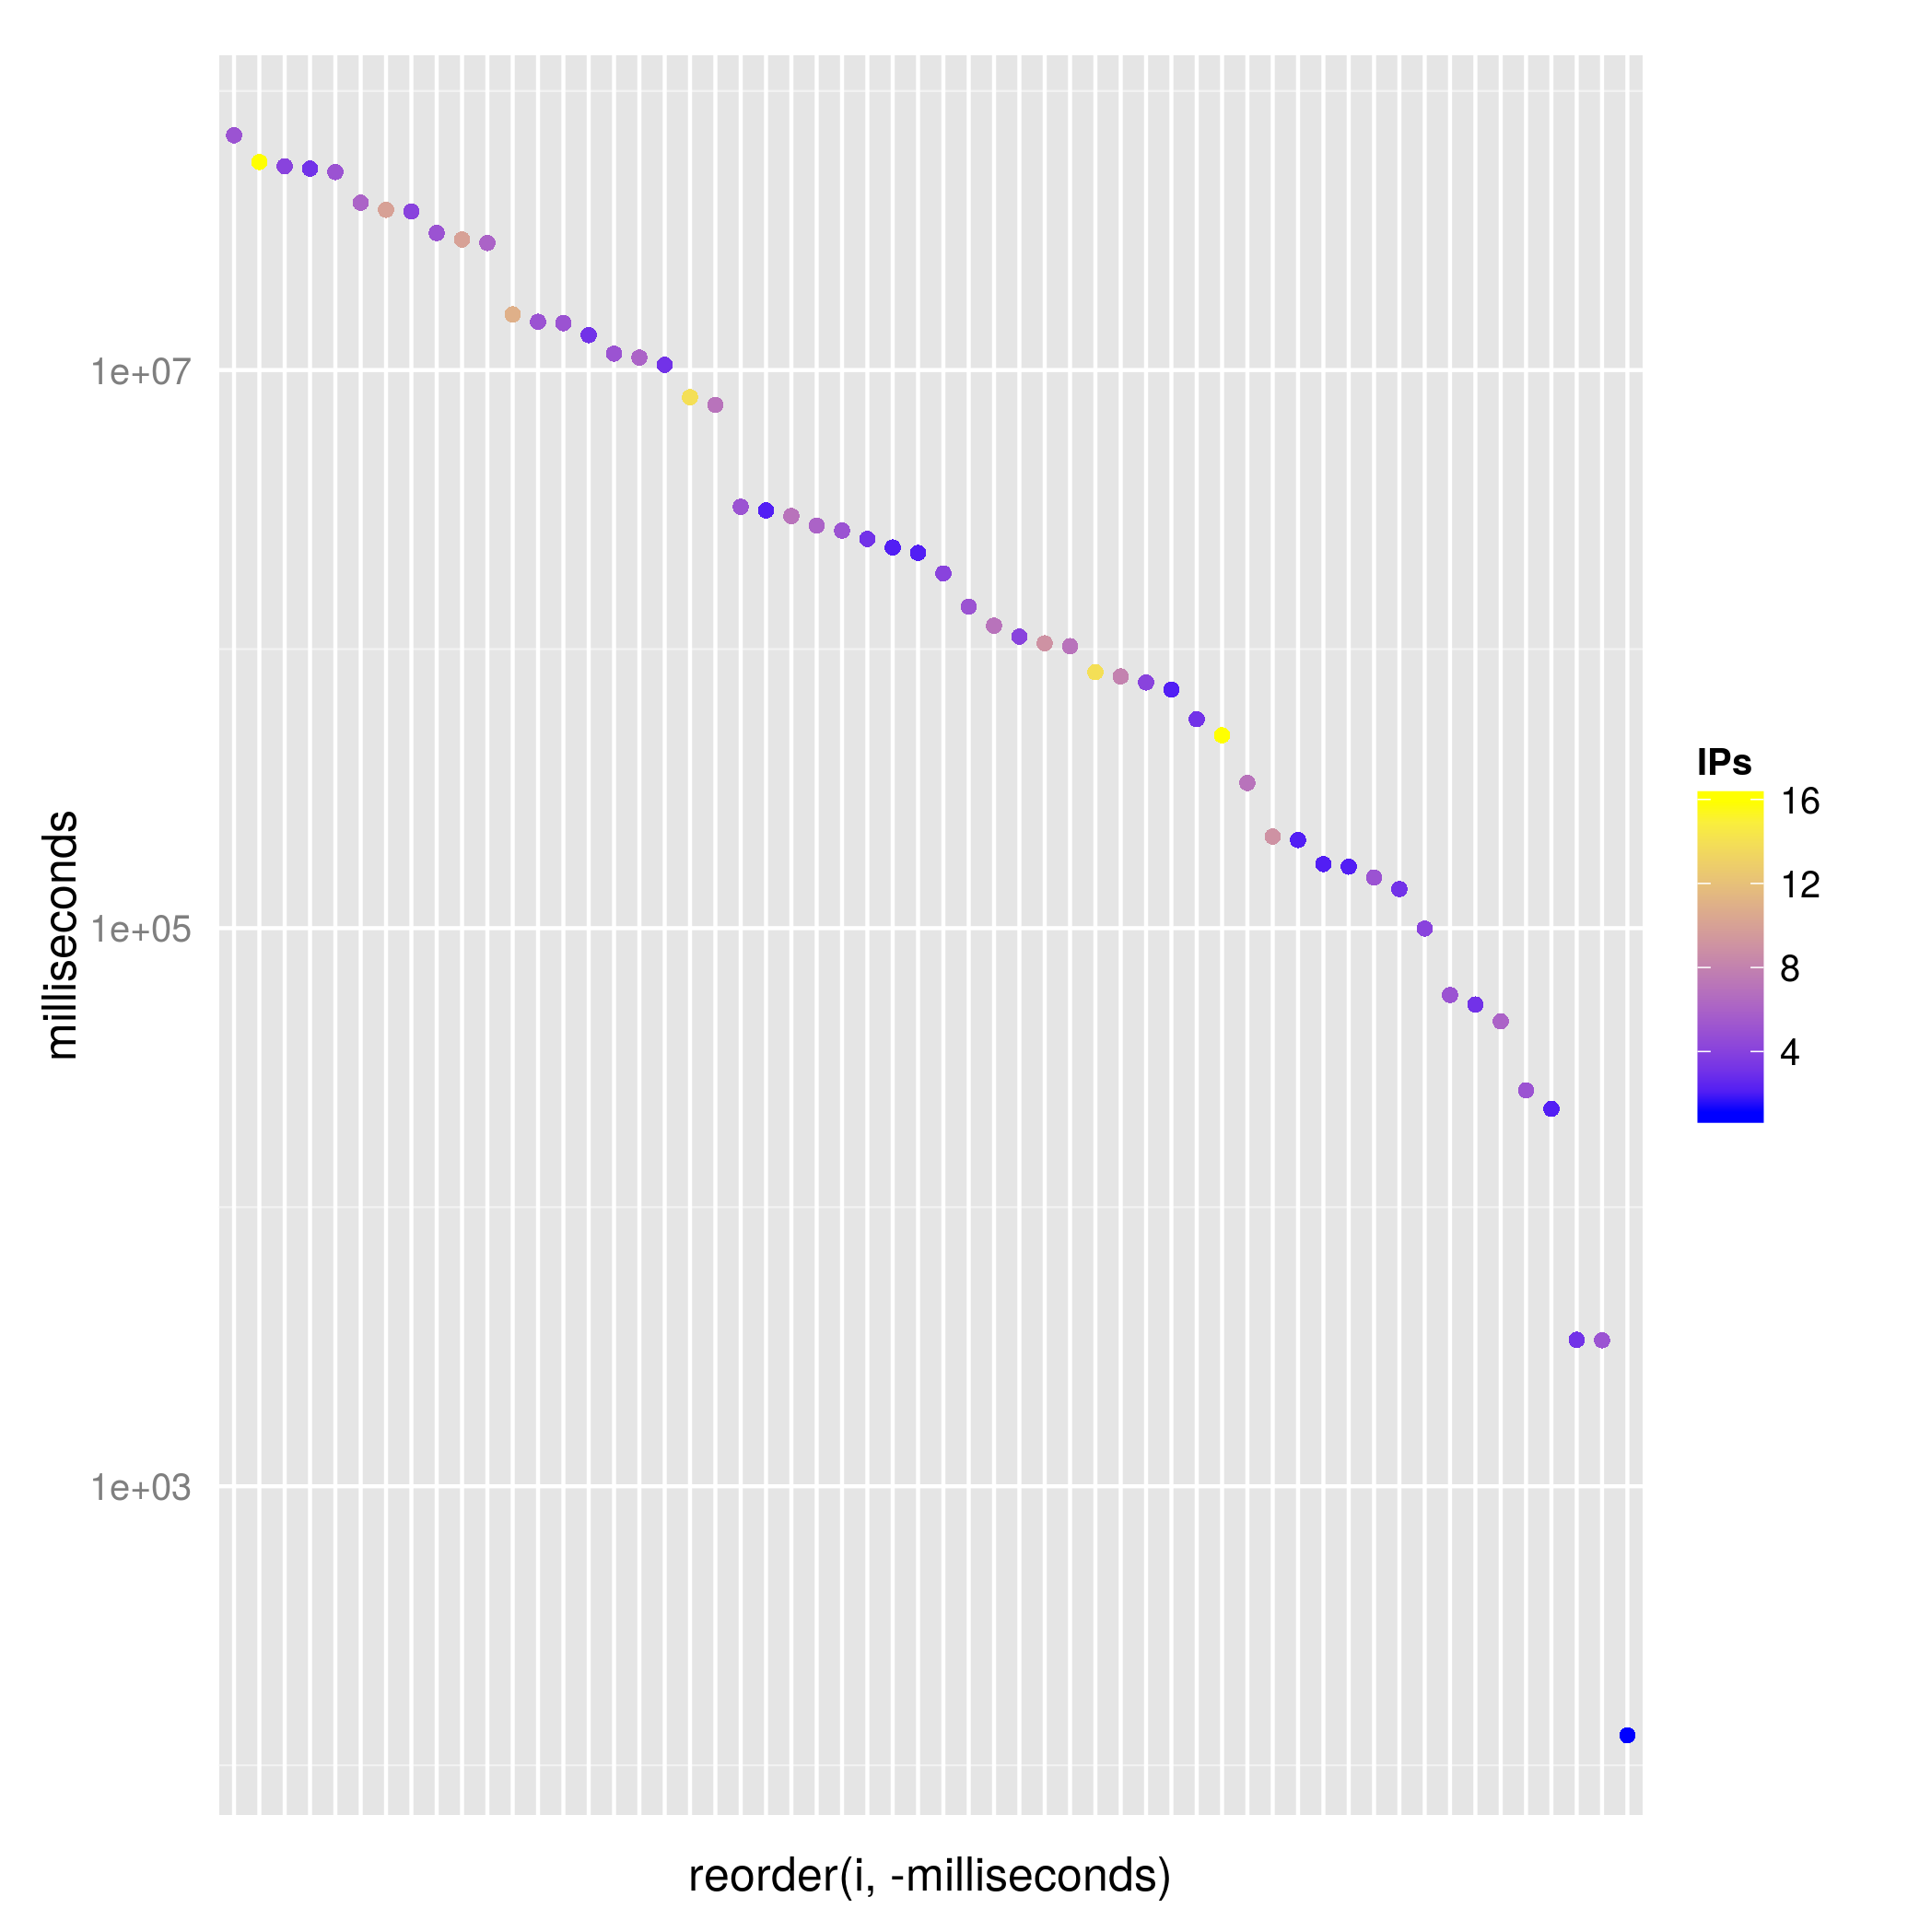 1e+07
1e+05
1e+03
milliseconds
reorder(i, -milliseconds)
IPs
16
12
8
4